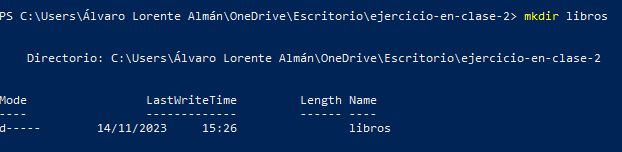 PS C:\Users\Álvaro Lorente Almán\OneDrive\Escritorio\ejercicio-en-clase-2> mkdir libros
Directorio: C:\Users\Álvaro Lorente Almán\OneDrive\Escritorio\ejercicio-en-clase-2
Mode LastWriteTime Length Name
---- ------------- ------ ----
d----- 14/11/2023 15:26 libros